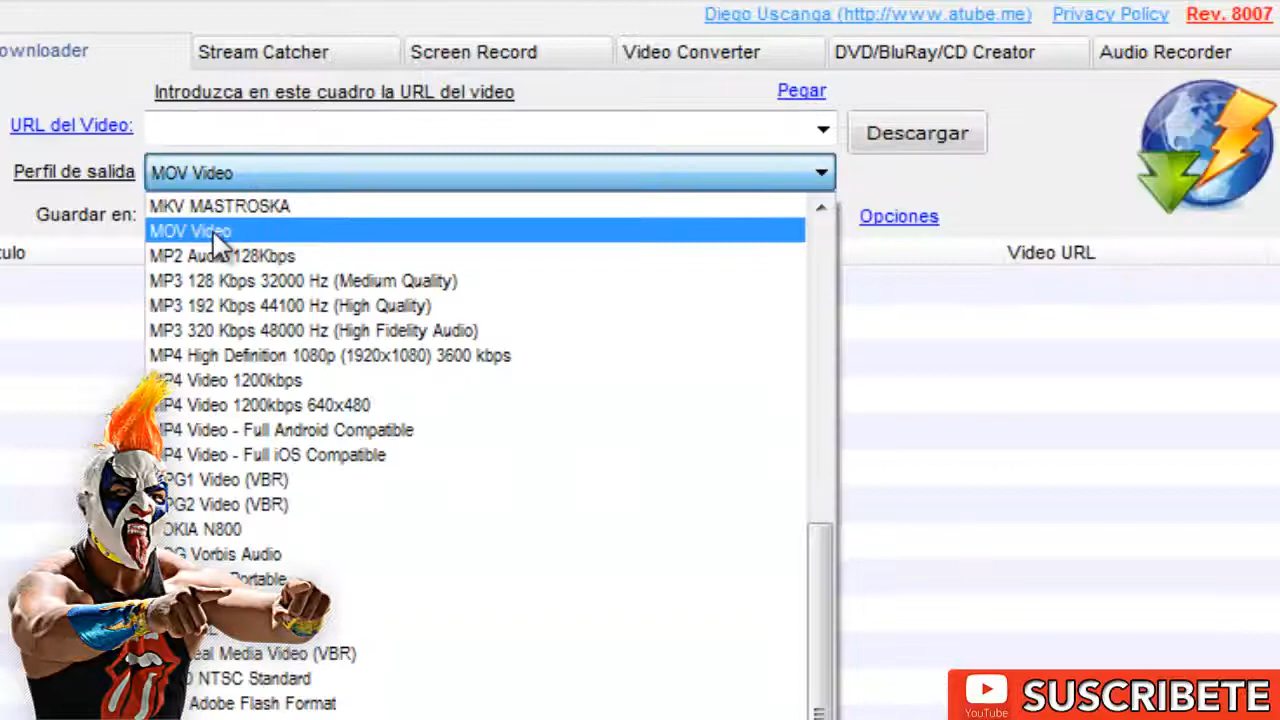 Diego Uscanga (http://www.atube.me) Privacy Policy Rev. 8007
ownloader Stream Catcher Screen Record Video Converter DVD/BluRay/CD Creator Audio Recorder
Introduzca en este cuadro la URL del video Pegar
URL del Video: Descargar
Perfil de salida MOV Video
MKV MASTROSKA
Guardar en: Opciones
MOV Video
tulo Video URL
MP2 Audio 128Kbps
MP3 128 Kbps 32000 Hz (Medium Quality)
MP3 192 Kbps 44100 Hz (High Quality)
MP3 320 Kbps 48000 Hz (High Fidelity Audio)
MP4 High Definition 1080p (1920x1080) 3600 kbps
MP4 Video 1200kbps
MP4 Video 1200kbps 640x480
P4 Video - Full Android Compatible
P4 Video - Full iOS Compatible
PG1 Video (VBR)
PG2 Video (VBR)
OKIA N800
GG Vorbis Audio
Portable
eal Media Video (VBR)
D NTSC Standard
Adobe Flash Format
YouTube SUSCRIBETE